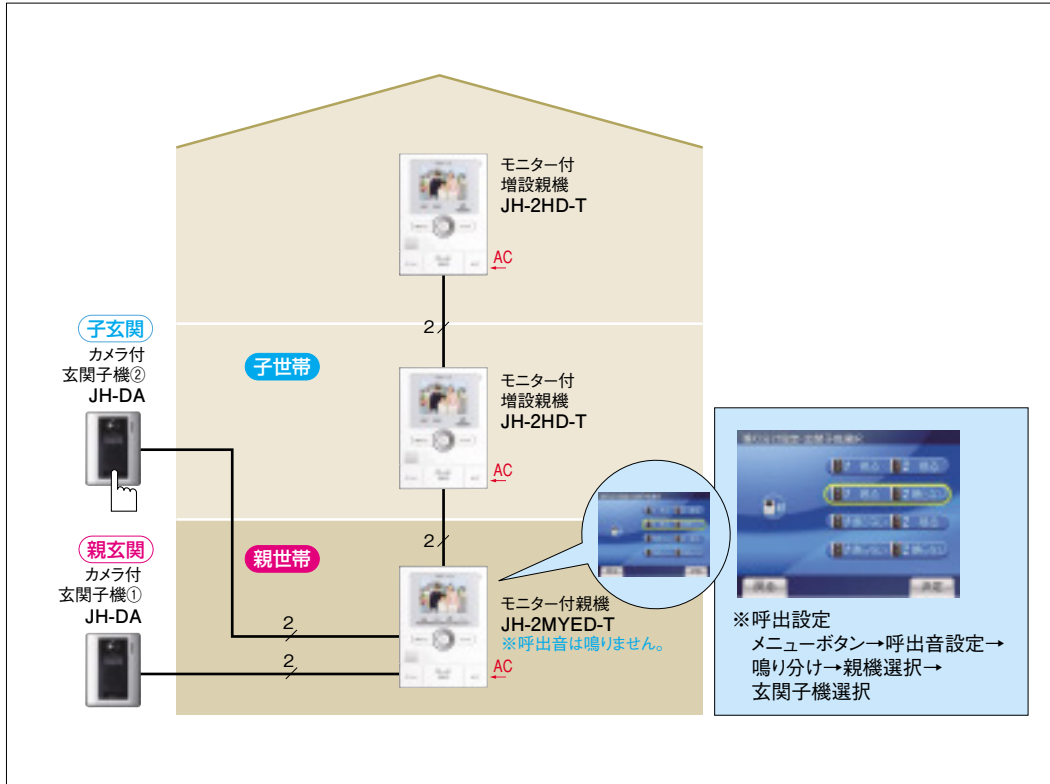 モニター付
増設親機
JH-2HD-T
AC
2
子玄関
カメラ付
玄関子機②
JH-DA
子世帯
モニター付
増設親機
JH-2HD-T
AC
2
親玄関
カメラ付
玄関子機①
JH-DA
親世帯
モニター付親機
JH-2MYED-T
※呼出音は鳴りません。
AC
2
2
※呼出設定
メニューボタン→呼出音設定→
鳴り分け→親機選択→
玄関子機選択